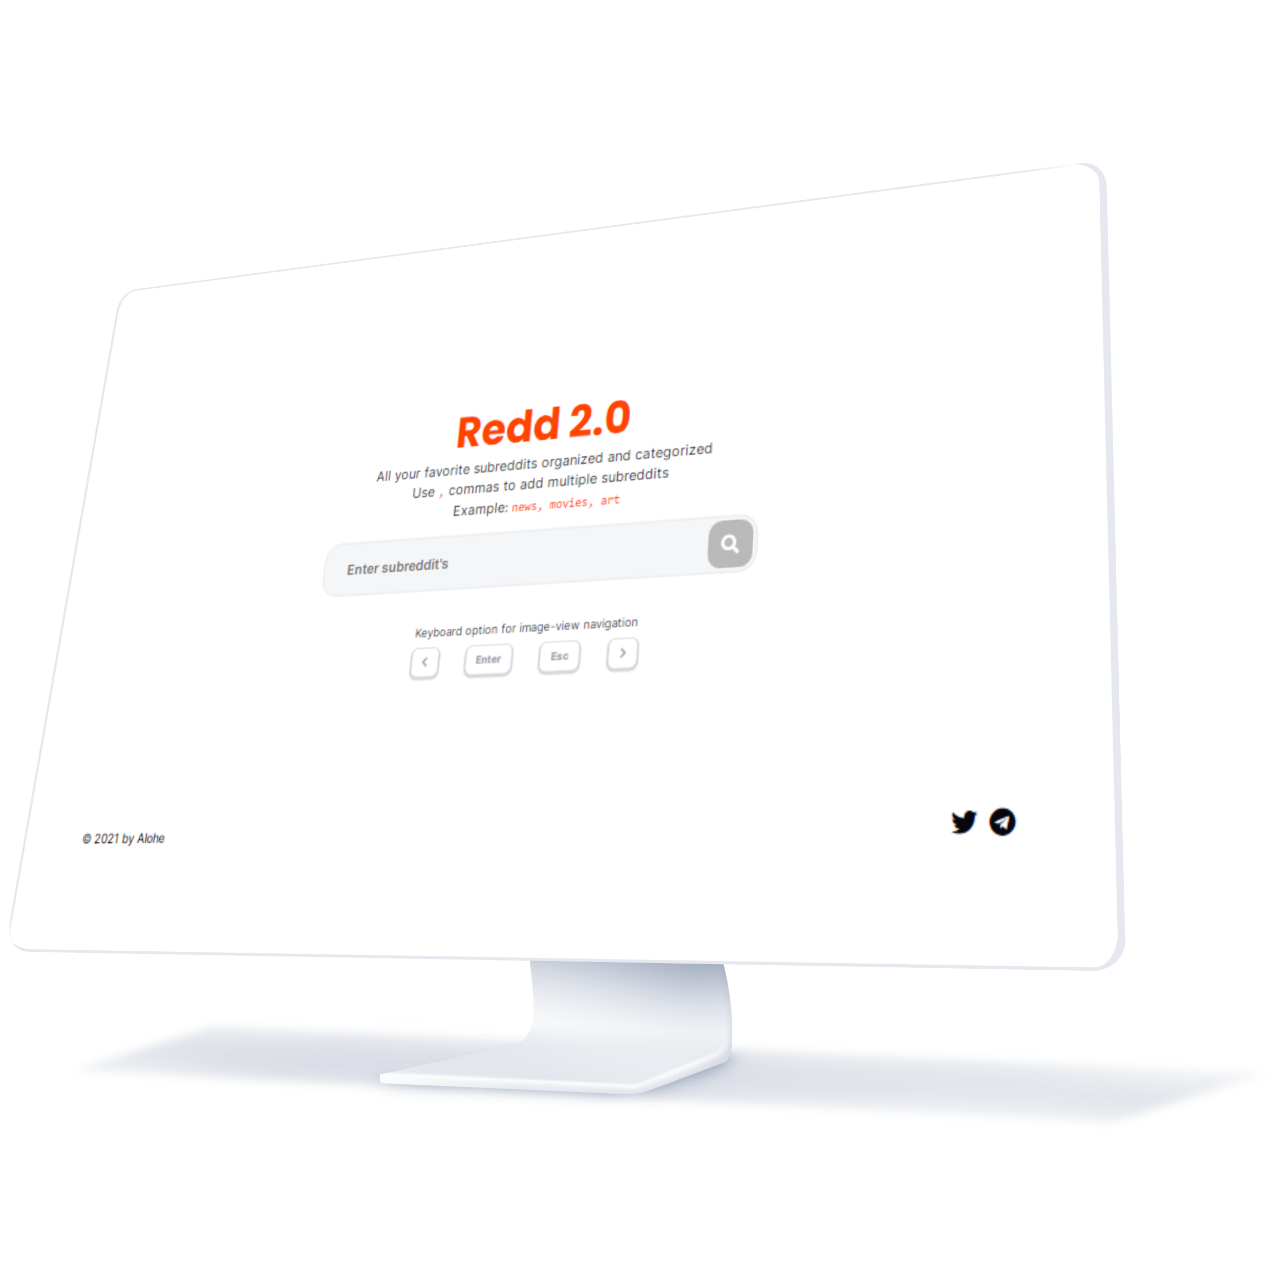 Redd 2.0
All your favorite subreddits organized and categorized
Use , commas to add multiple subreddits
Example: news, movies, art
Enter subreddit's
Keyboard option for image-view navigation
Enter Esc
© 2021 by Alohe